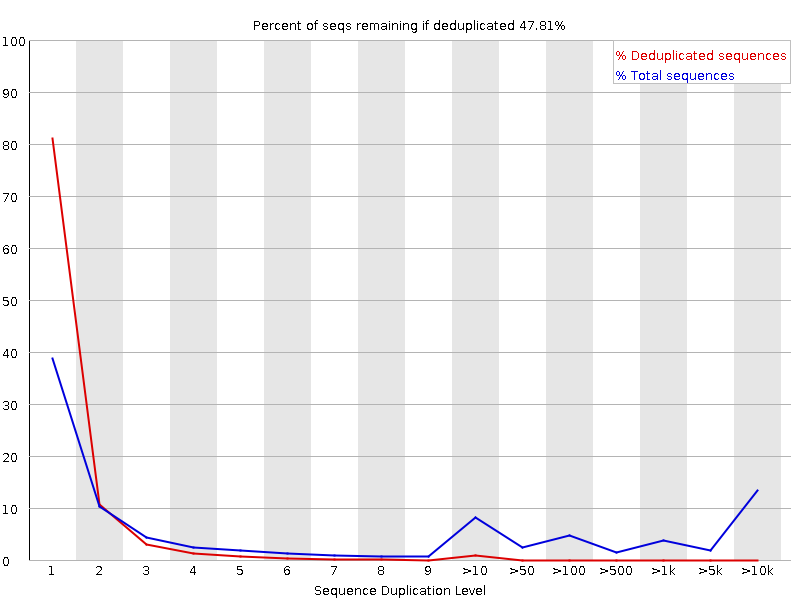 Percent of seqs remaining if deduplicated 47.81%
% Deduplicated sequences
% Total sequences
100
90
80
70
60
50
40
30
20
10
0
1 2 3 4 5 6 7 8 9 >10 >50 >100 >500 >1k >5k >10k
Sequence Duplication Level